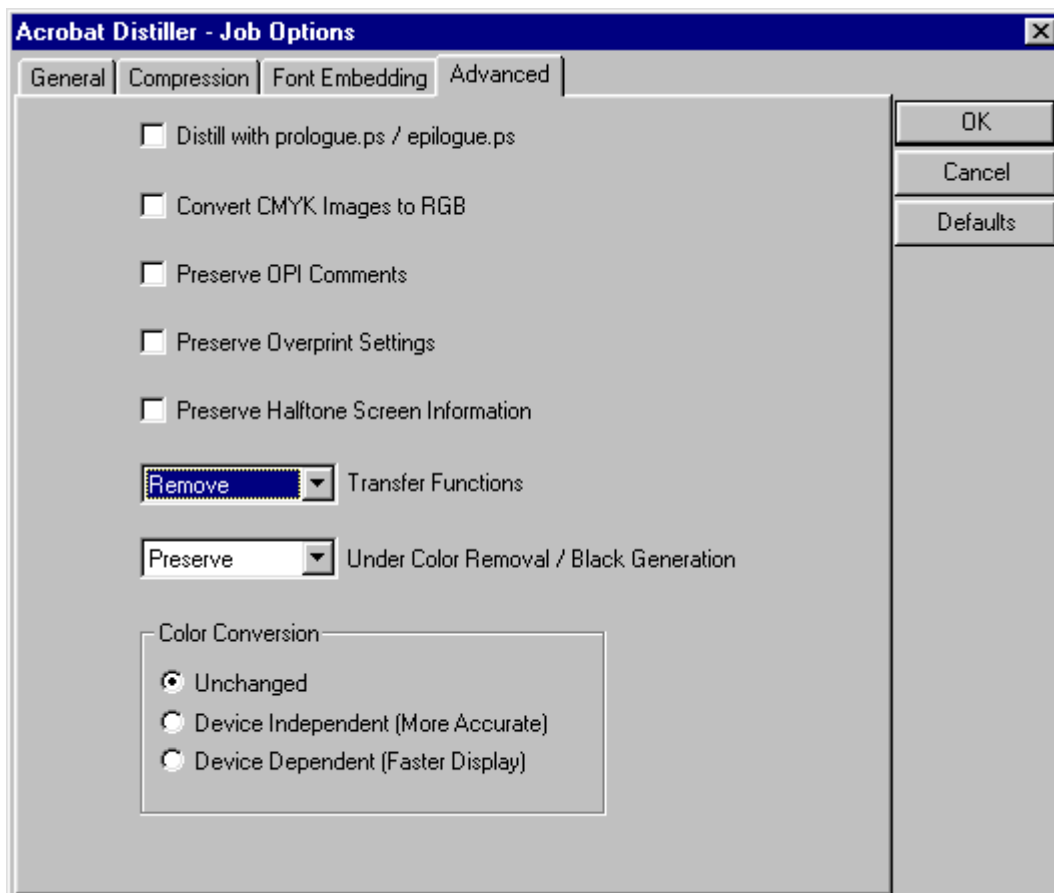 Acrobat Distiller - Job Options
General Compression Font Embedding Advanced
Distill with prologue.ps / epilogue.ps
Convert CMYK Images to RGB
Preserve OPI Comments
Preserve Overprint Settings
Preserve Halftone Screen Information
Remove Transfer Functions
Preserve Under Color Removal / Black Generation
Color Conversion
Unchanged
Device Independent (More Accurate)
Device Dependent (Faster Display)
OK
Cancel
Defaults